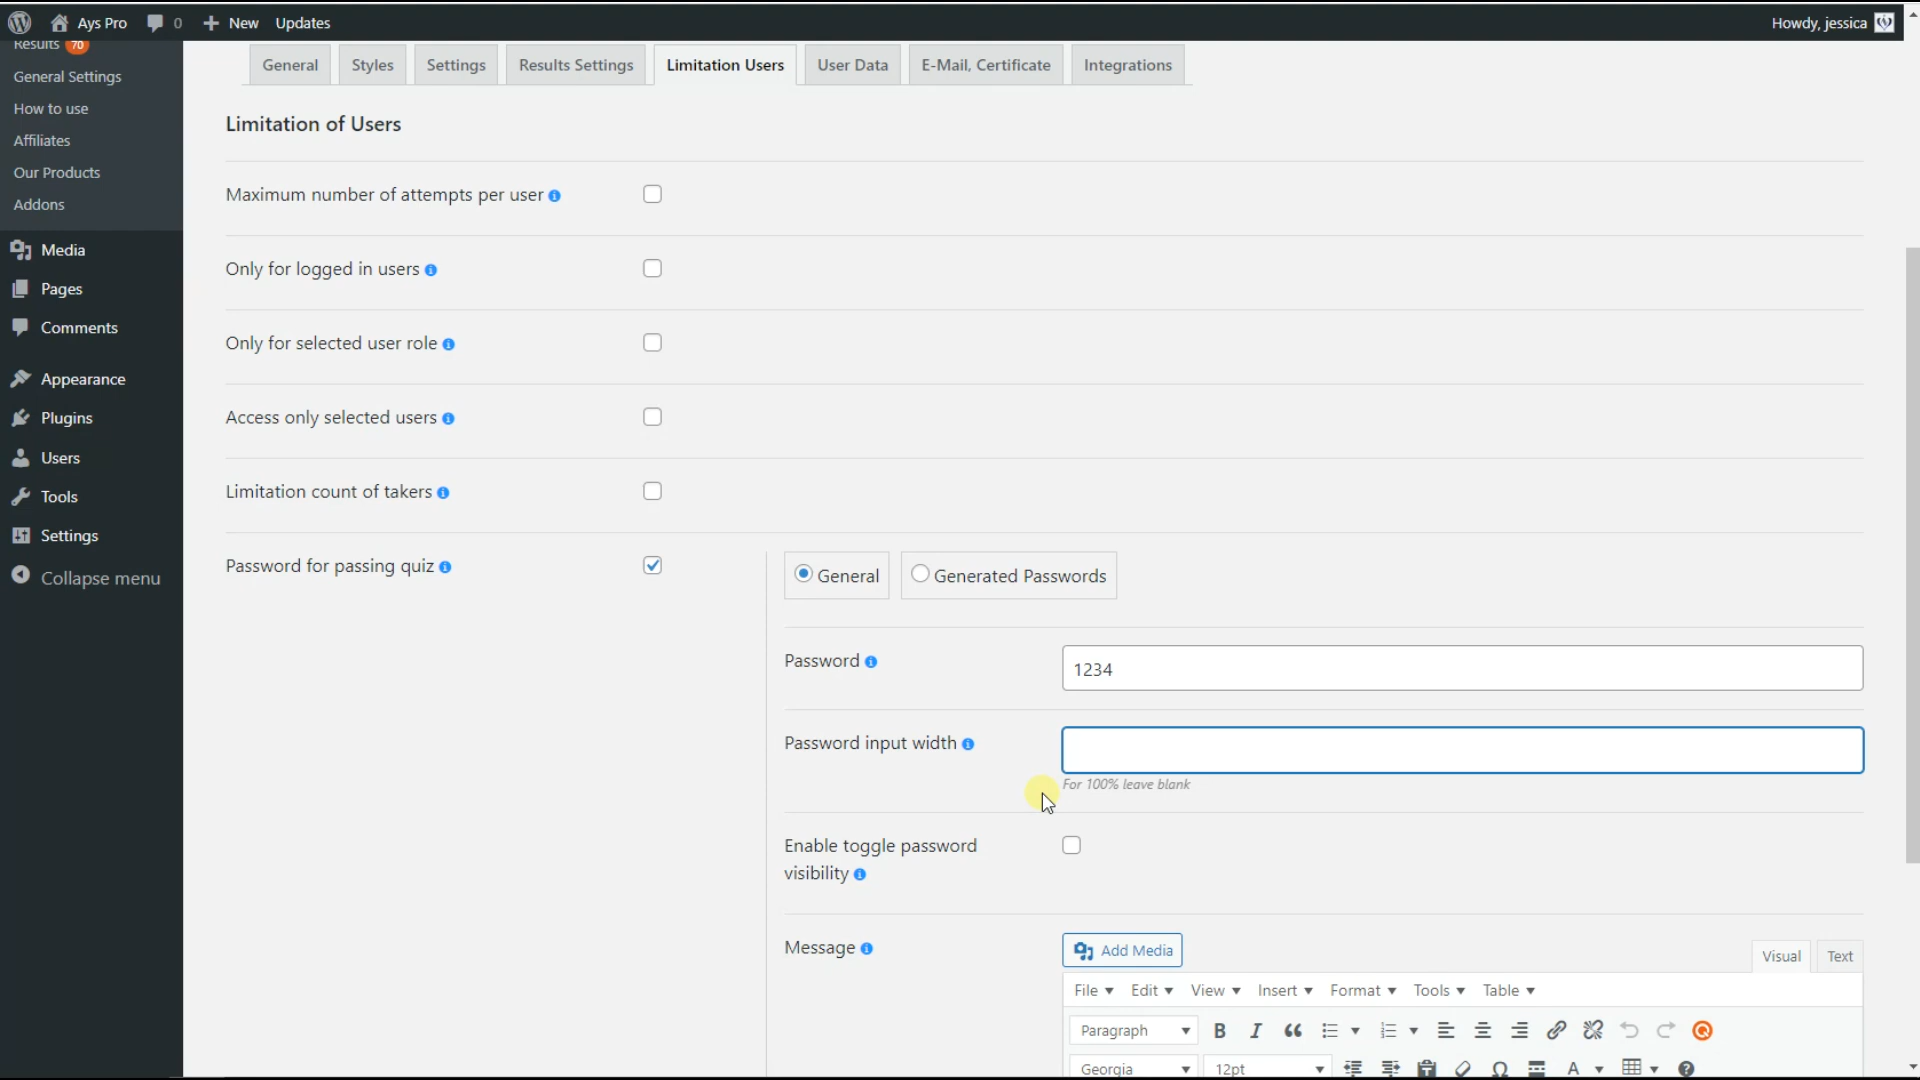 Ays Pro 0 New Updates Howdy, jessica
Results 70
General Settings
How to use
Affiliates
Our Products
Addons
Media
Pages
Comments
Appearance
Plugins
Users
Tools
Settings
Collapse menu
General Styles Settings Results Settings Limitation Users User Data E-Mail, Certificate Integrations
Limitation of Users
Maximum number of attempts per user
Only for logged in users
Only for selected user role
Access only selected users
Limitation count of takers
Password for passing quiz
General Generated Passwords
Password 1234
Password input width
For 100% leave blank
Enable toggle password
visibility
Message Add Media Visual Text
File Edit View Insert Format Tools Table
Paragraph
Georgia 12pt